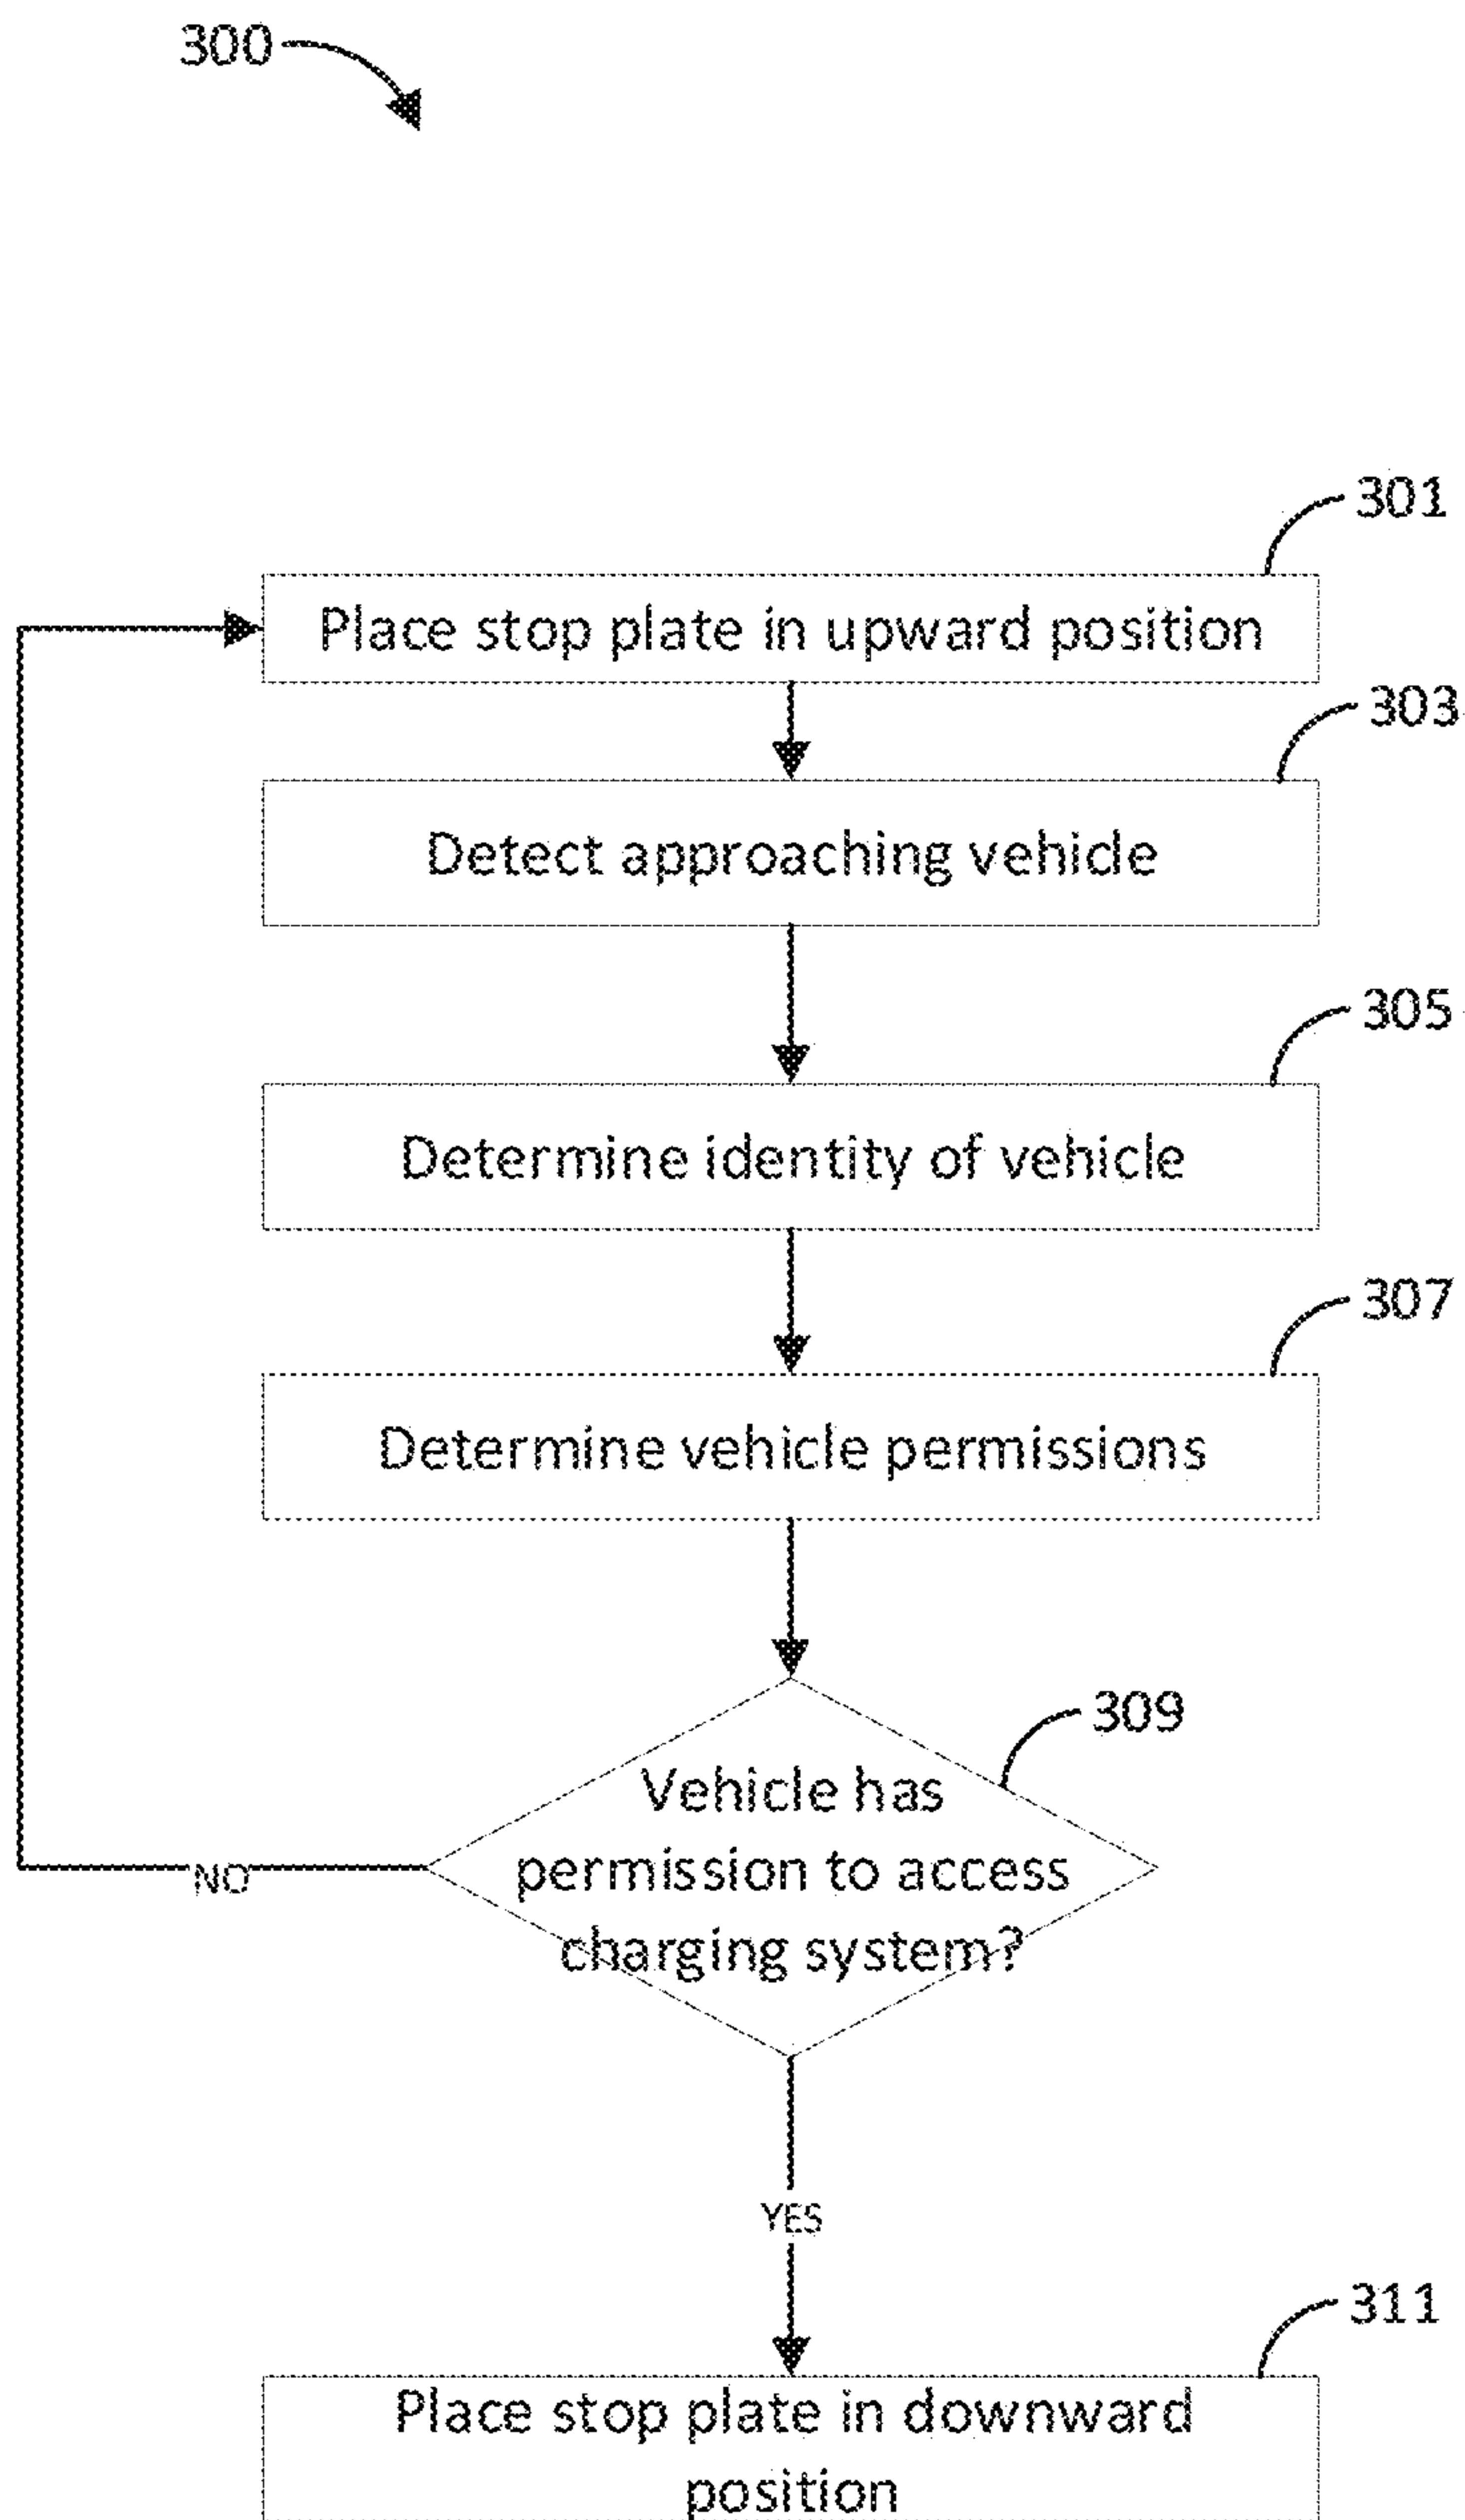 300
301
Place stop plate in upward position
303
Detect approaching vehicle
305
Determine identity of vehicle
307
Determine vehicle permissions
309
Vehicle has
permission to access
charging system?
NO
YES
311
Place stop plate in downward
position